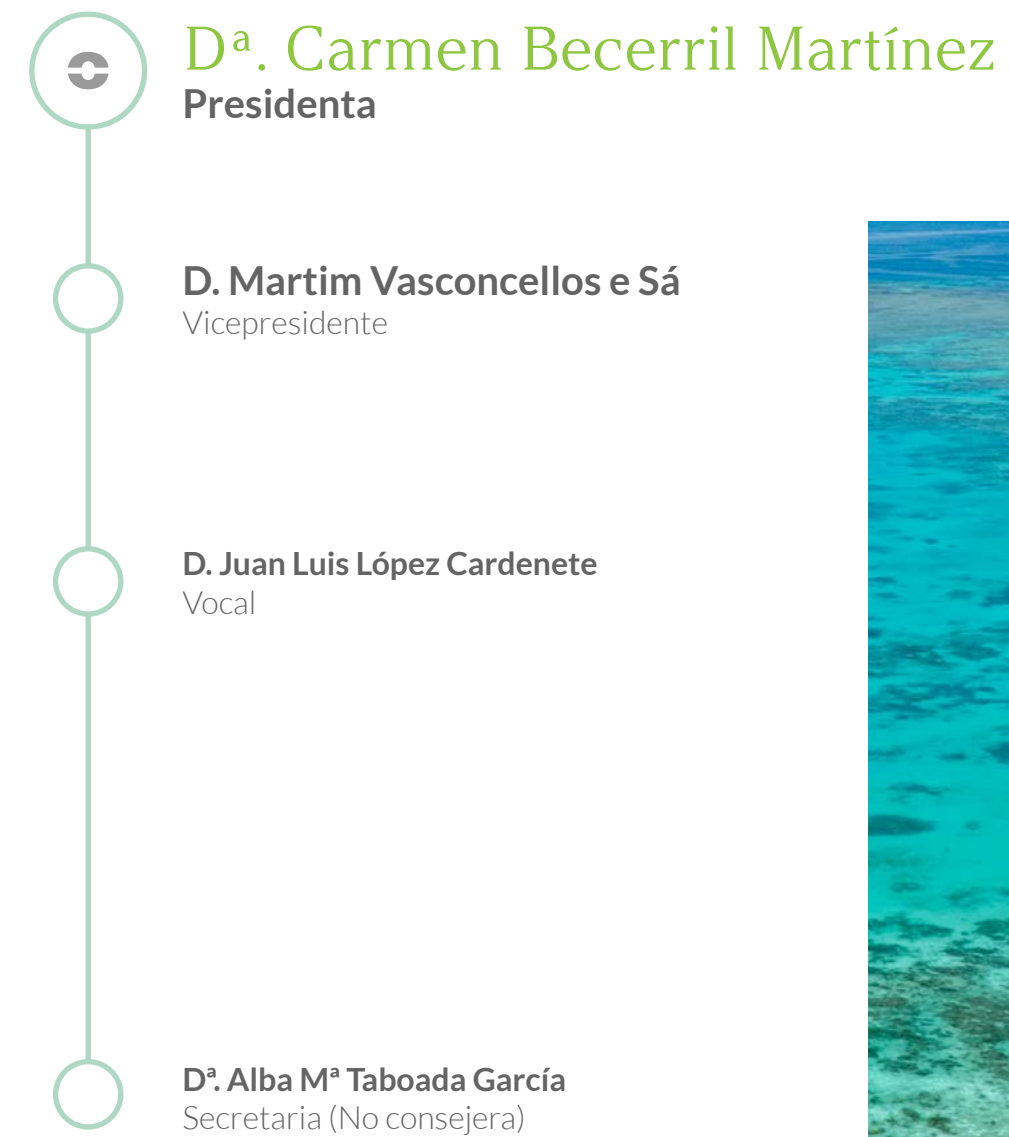 Dª. Carmen Becerril Martínez
Presidenta
D. Martim Vasconcellos e Sá
Vicepresidente
D. Juan Luis López Cardenete
Vocal
Dª. Alba Mª Taboada García
Secretaria (No consejera)